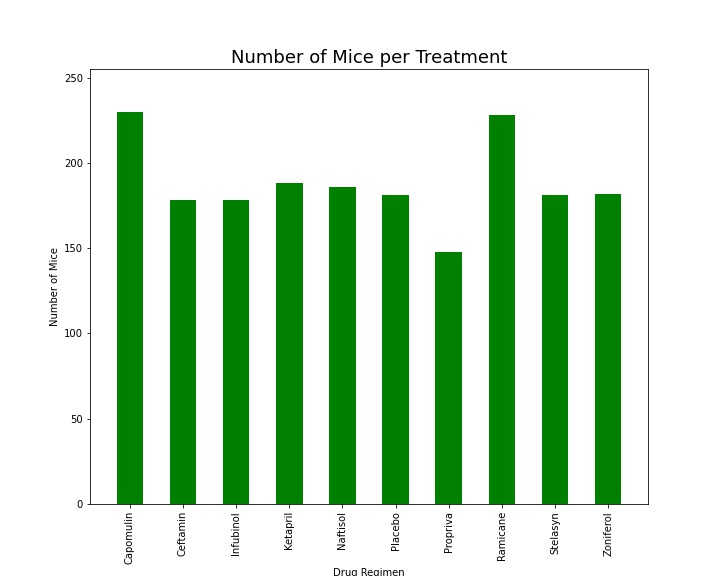 Number of Mice per Treatment
250
200
150
100
50
0
Number of Mice
Capomulin
Ceftamin
Infubinol
Ketapril
Naftisol
Placebo
Propriva
Ramicane
Stelasyn
Zoniferol
Drug Regimen